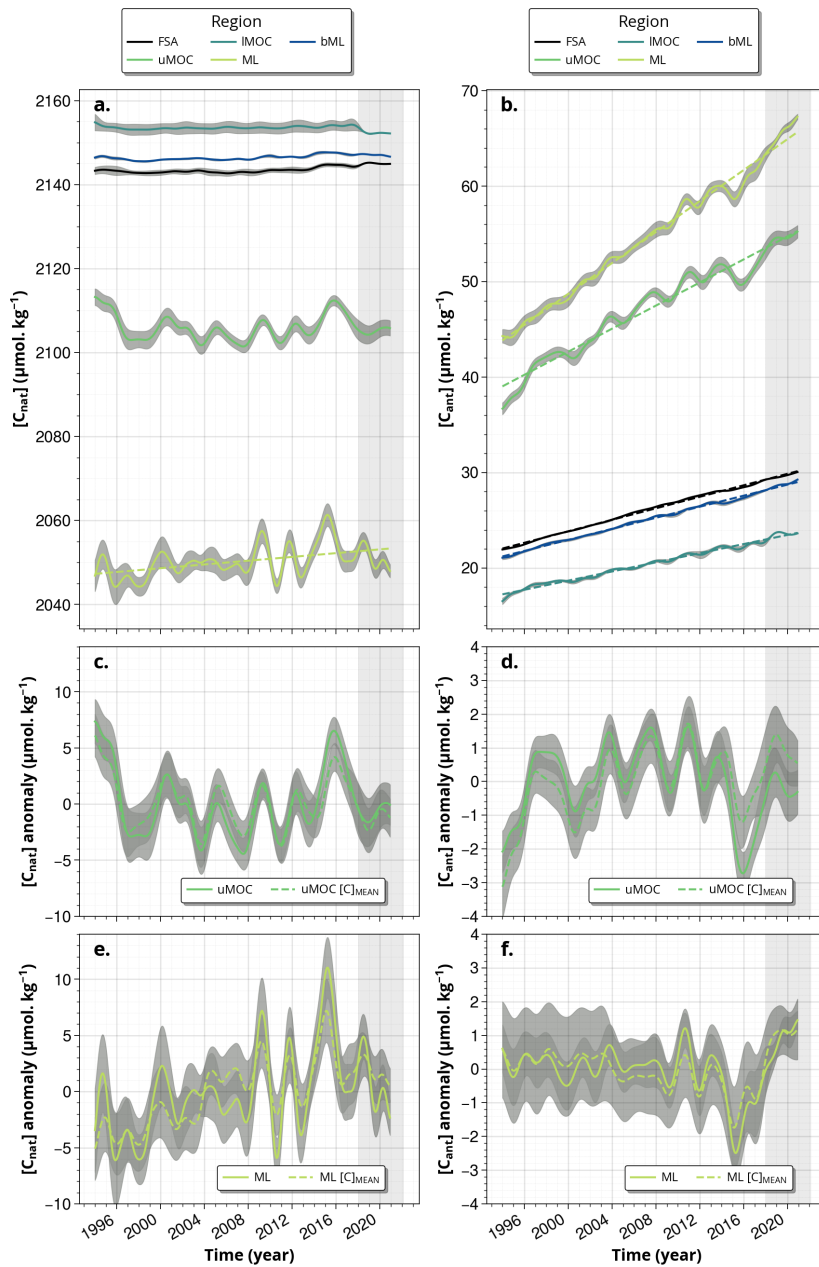 Region
FSA
lMOC
bML
uMOC
ML
Region
FSA
lMOC
bML
uMOC
ML
a.
[Cnat] (μmol. kg⁻¹)
2160
2140
2120
2100
2080
2060
2040
b.
[Cant] (μmol. kg⁻¹)
70
60
50
40
30
20
c.
[Cnat] anomaly (μmol. kg⁻¹)
10
5
0
−5
−10
uMOC
uMOC [C]MEAN
d.
[Cant] anomaly (μmol. kg⁻¹)
4
3
2
1
0
−1
−2
−3
−4
uMOC
uMOC [C]MEAN
e.
[Cnat] anomaly (μmol. kg⁻¹)
10
5
0
−5
−10
ML
ML [C]MEAN
1996
2000
2004
2008
2012
2016
2020
Time (year)
f.
[Cant] anomaly (μmol. kg⁻¹)
4
3
2
1
0
−1
−2
−3
−4
ML
ML [C]MEAN
1996
2000
2004
2008
2012
2016
2020
Time (year)